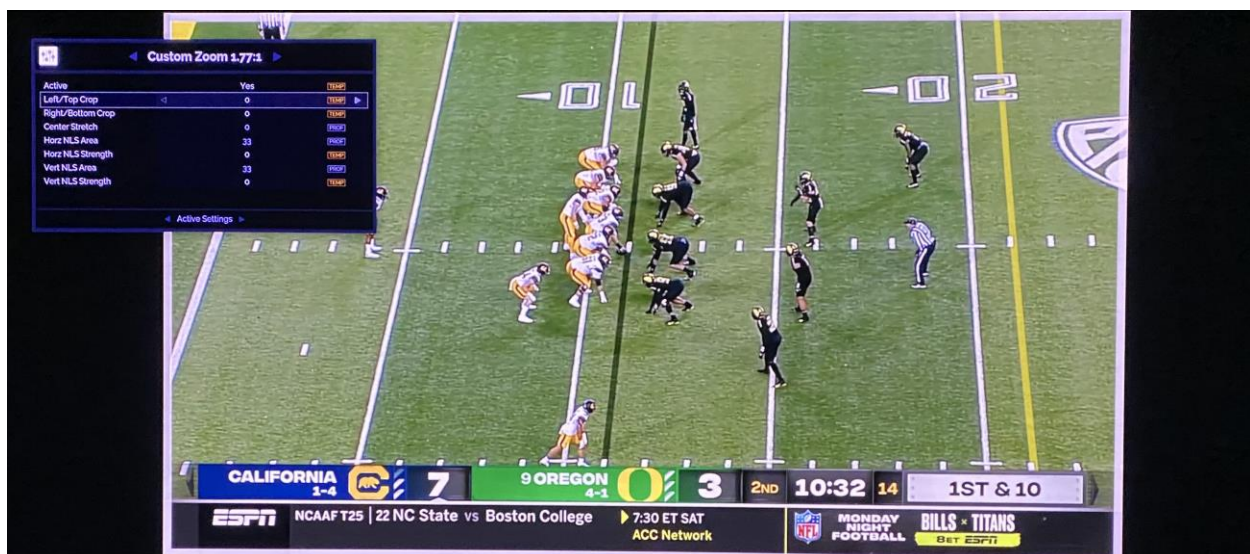 Custom Zoom 1.77:1
Active Yes TEMP
Left/Top Crop 0 TEMP
Right/Bottom Crop 0 TEMP
Center Stretch 0 PROF
Horz NLS Area 33 PROF
Horz NLS Strength 0 TEMP
Vert NLS Area 33 PROF
Vert NLS Strength 0 TEMP
Active Settings
1 0
2 0
CALIFORNIA 1-4 C 7 9 OREGON 4-1 O 3 2ND 10:32 14 1ST & 10
ESPN NCAAF T25 | 22 NC State vs Boston College 7:30 ET SAT ACC Network
NFL MONDAY NIGHT FOOTBALL BILLS TITANS BET ESPN